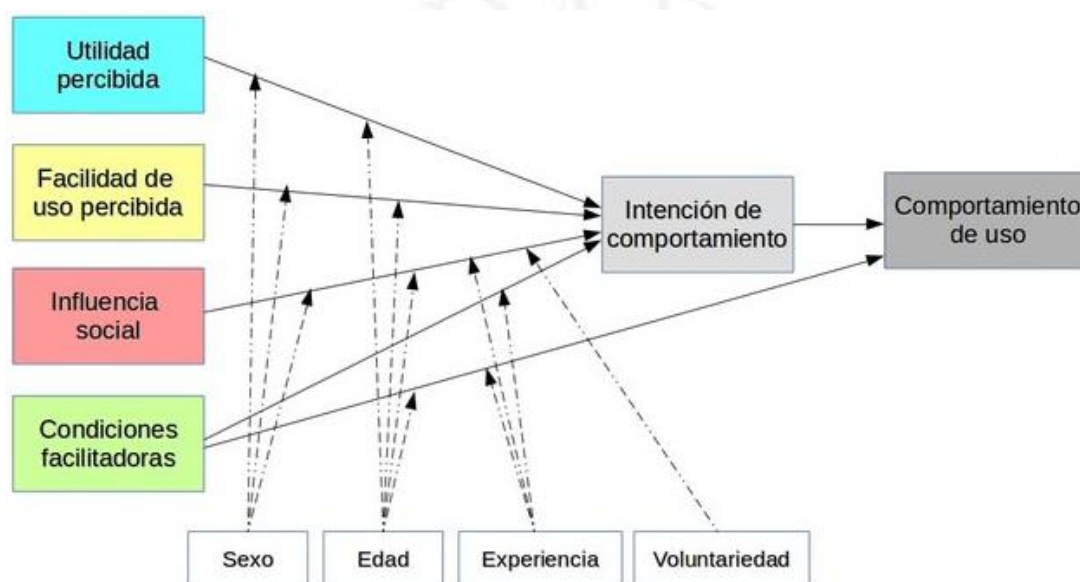 Utilidad
percibida
Facilidad de
uso percibida
Influencia
social
Condiciones
facilitadoras
Intención de
comportamiento
Comportamiento
de uso
Sexo
Edad
Experiencia
Voluntariedad